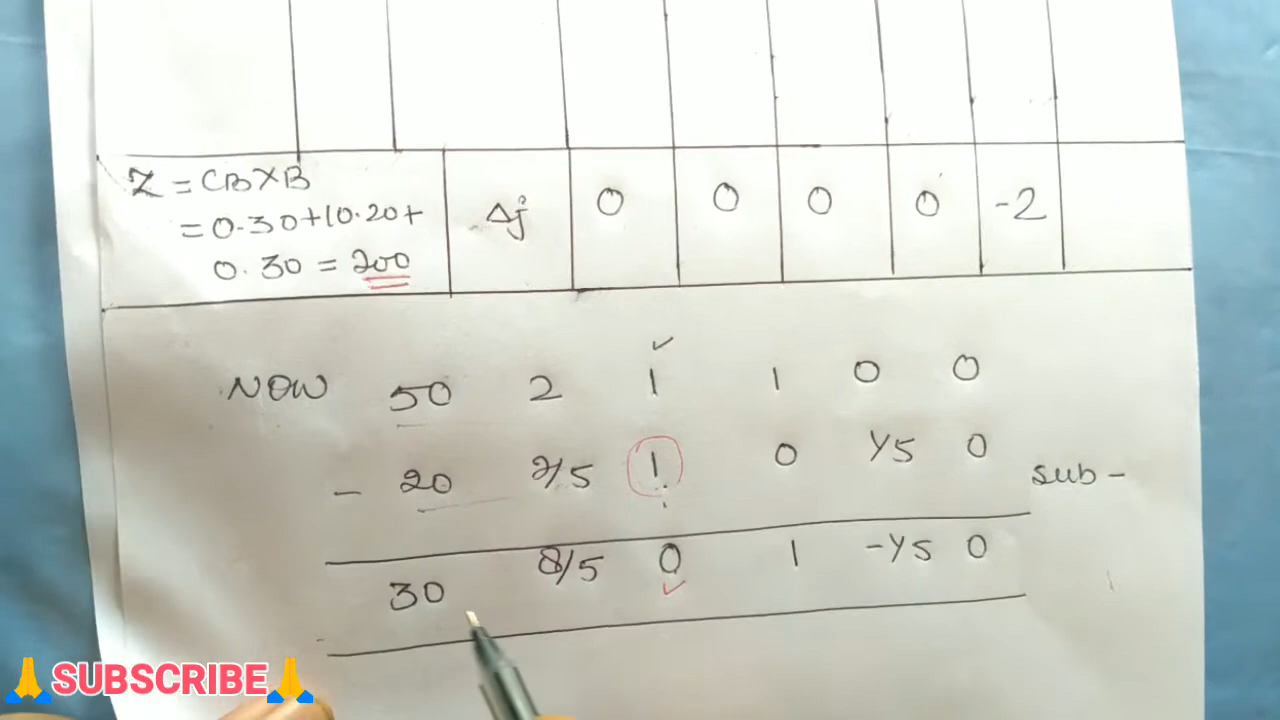 Z = CB×B
= 0.30+10.20+
0.30 = 200
Δj 0 0 0 0 -2
NOW 50 2 1 1 0 0
- 20 2/5 1 0 1/5 0
sub -
30 8/5 0 1 -1/5 0
🙏SUBSCRIBE🙏